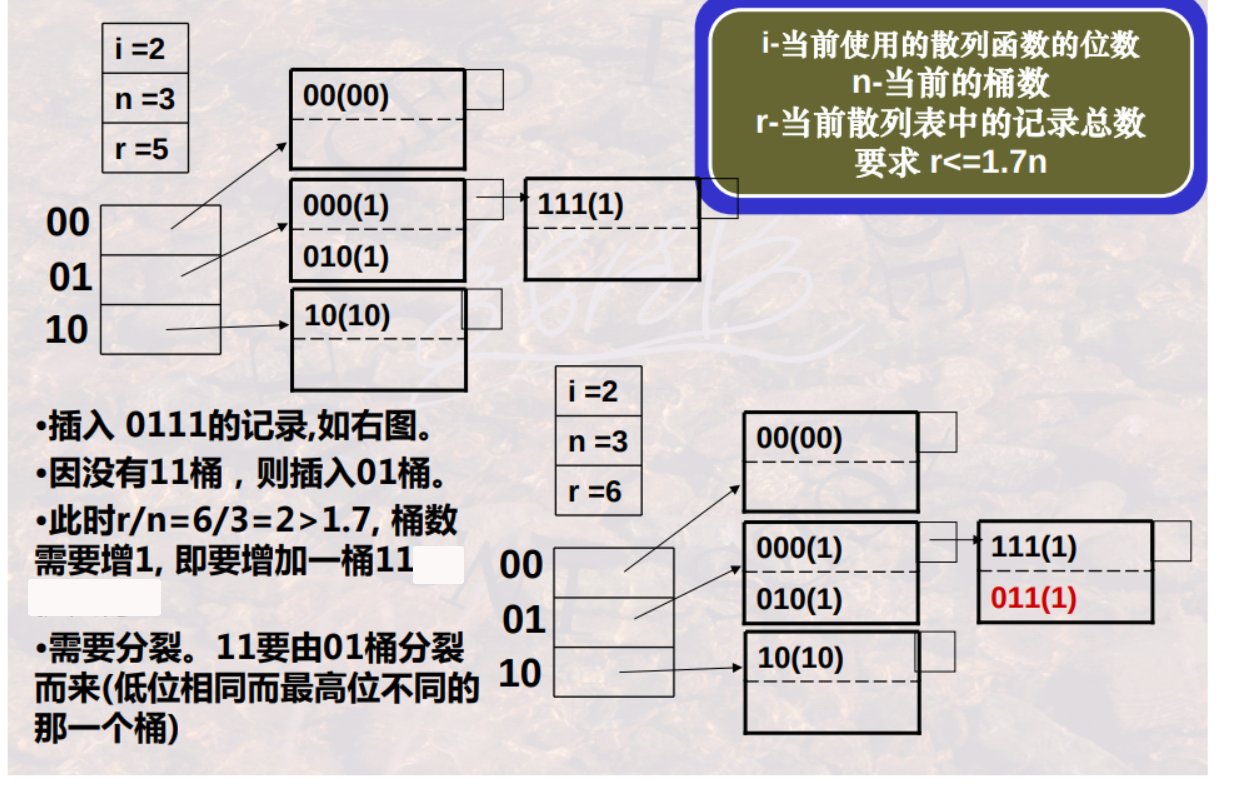 i =2
n =3
r =5
i-当前使用的散列函数的位数
n-当前的桶数
r-当前散列表中的记录总数
要求 r<=1.7n
00
01
10
00(00)
000(1)
010(1)
111(1)
10(10)
•插入 0111的记录,如右图。
•因没有11桶，则插入01桶。
•此时r/n=6/3=2>1.7, 桶数
需要增1, 即要增加一桶11
•需要分裂。11要由01桶分裂
而来(低位相同而最高位不同的
那一个桶)
i =2
n =3
r =6
00
01
10
00(00)
000(1)
010(1)
111(1)
011(1)
10(10)